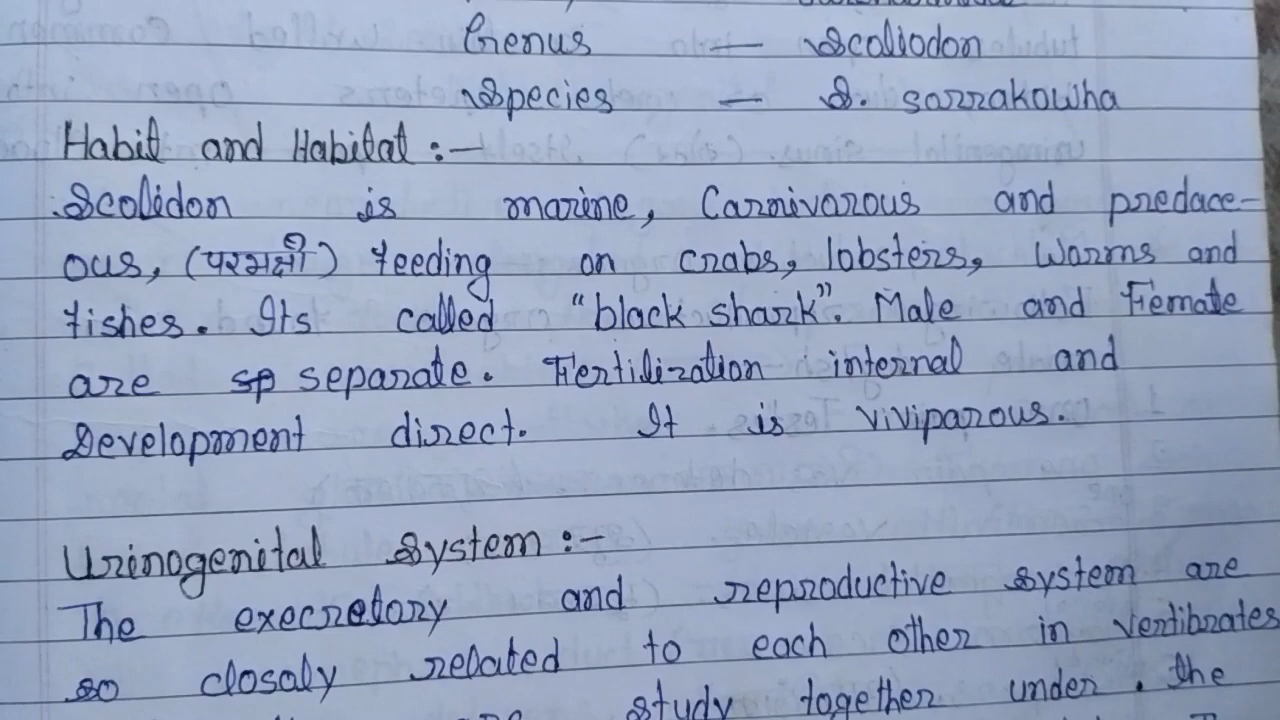 Genus — Scoliodon
Species — S. sorrakowha
Habit and Habitat :-
Scolidon is marine, Carnivorous and predace-
ous, (परभक्षी) feeding on crabs, lobsters, Worms and
fishes. Its called "black shark". Male and Female
are sp separate. Fertilization internal and
Development direct. It is viviparous.
Urinogenital System :-
The execretory and reproductive system are
so closaly related to each other in vertibrates
study together under. the